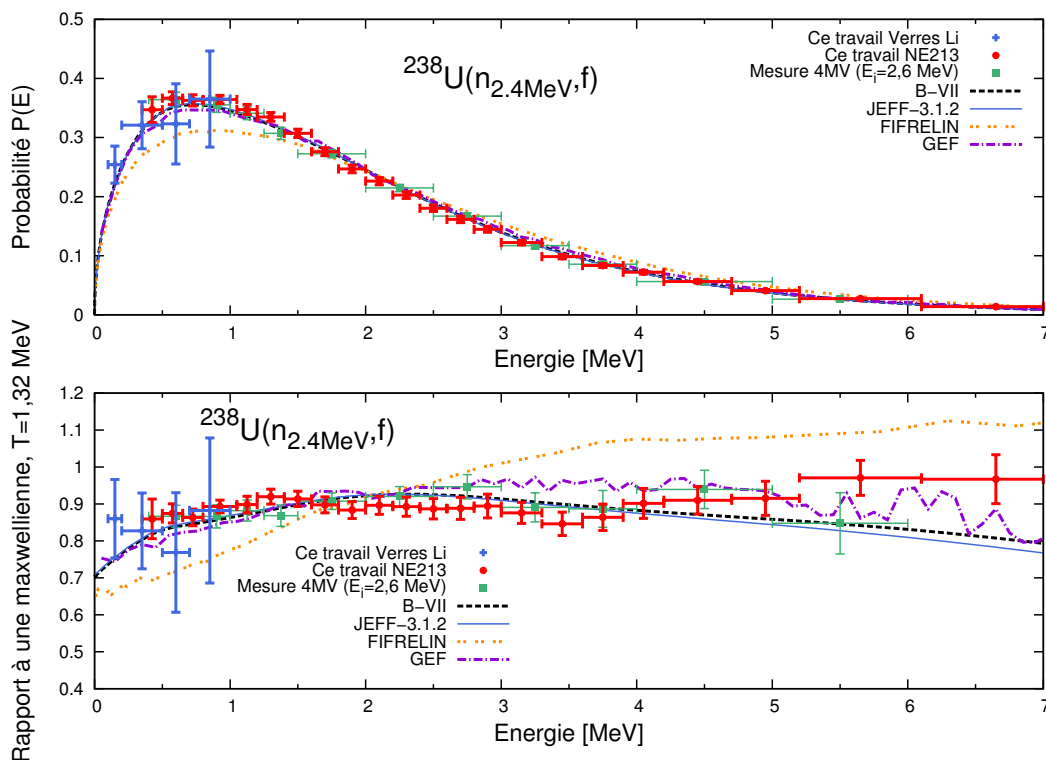 Probabilité P(E)
0.5
0.4
0.3
0.2
0.1
0
²³⁸U(n₂.₄MeV,f)
Ce travail Verres Li
Ce travail NE213
Mesure 4MV (Eᵢ=2,6 MeV)
B-VII
JEFF-3.1.2
FIFRELIN
GEF
0 1 2 3 4 5 6 7
Energie [MeV]
Rapport à une maxwellienne, T=1,32 MeV
1.2
1.1
1
0.9
0.8
0.7
0.6
0.5
0.4
²³⁸U(n₂.₄MeV,f)
Ce travail Verres Li
Ce travail NE213
Mesure 4MV (Eᵢ=2,6 MeV)
B-VII
JEFF-3.1.2
FIFRELIN
GEF
0 1 2 3 4 5 6 7
Energie [MeV]